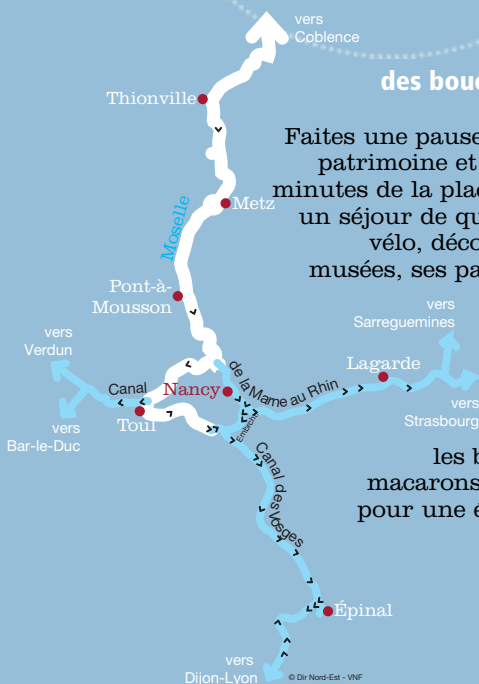 vers
Coblence
des bou
Thionville
Faites une pause
patrimoine et
minutes de la plac
Metz
un séjour de qu
Moselle
vélo, déco
musées, ses pa
Pont-à-
Mousson
vers
Sarreguemines
vers
Verdun
Lagarde
Canal
Nancy
de la Marne au Rhin
Toul
vers
Strasbourg
vers
Bar-le-Duc
Embranch
les b
macarons
pour une é
Canal des Vosges
Épinal
vers
Dijon-Lyon
© Dir Nord-Est - VNF